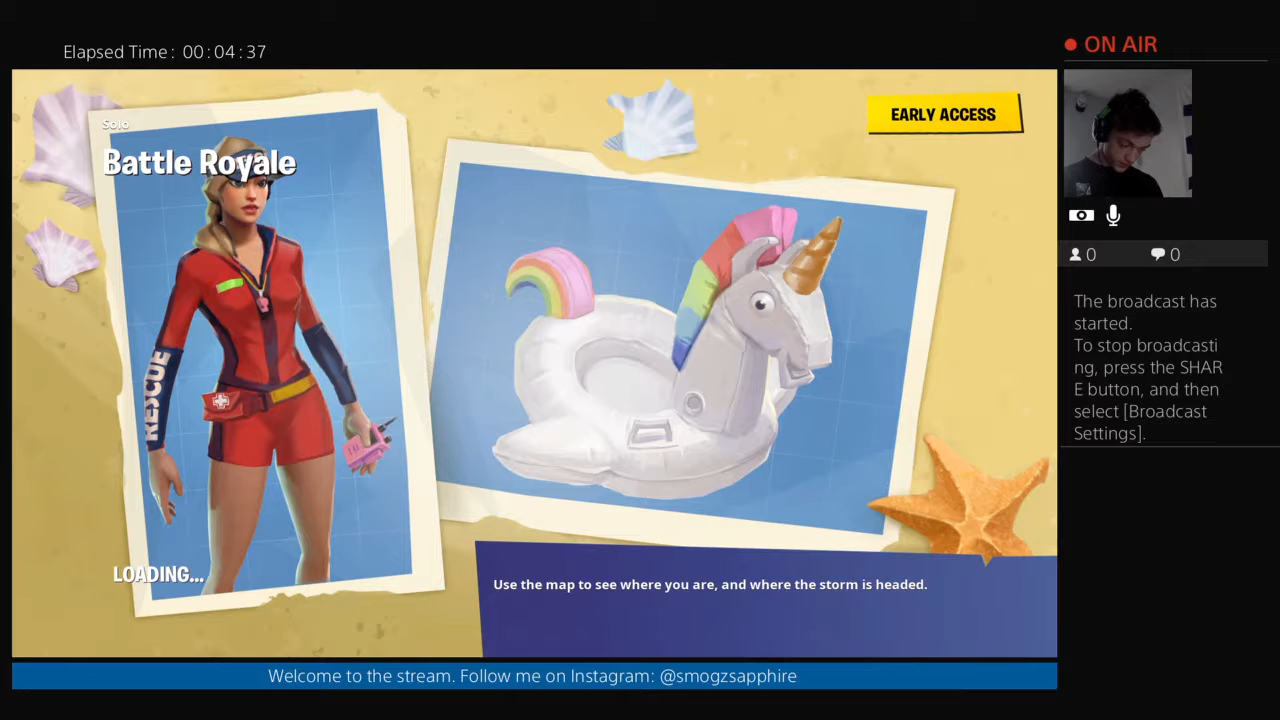 Elapsed Time: 00:04:37
ON AIR
EARLY ACCESS
Solo
Battle Royale
RESCUE
LOADING...
Use the map to see where you are, and where the storm is headed.
0
0
The broadcast has
started.
To stop broadcasti
ng, press the SHAR
E button, and then
select [Broadcast
Settings].
Welcome to the stream. Follow me on Instagram: @smogzsapphire